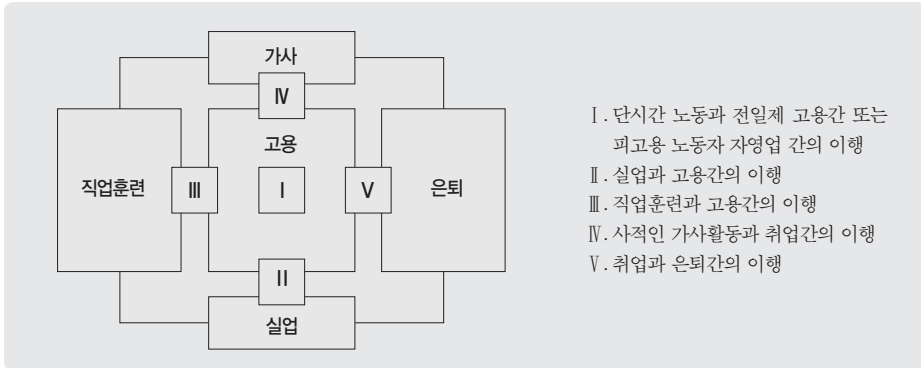 가사
Ⅳ
고용
직업훈련
Ⅲ
Ⅰ
Ⅴ
은퇴
Ⅱ
실업
Ⅰ. 단시간 노동과 전일제 고용간 또는
피고용 노동자 자영업 간의 이행
Ⅱ. 실업과 고용간의 이행
Ⅲ. 직업훈련과 고용간의 이행
Ⅳ. 사적인 가사활동과 취업간의 이행
Ⅴ. 취업과 은퇴간의 이행